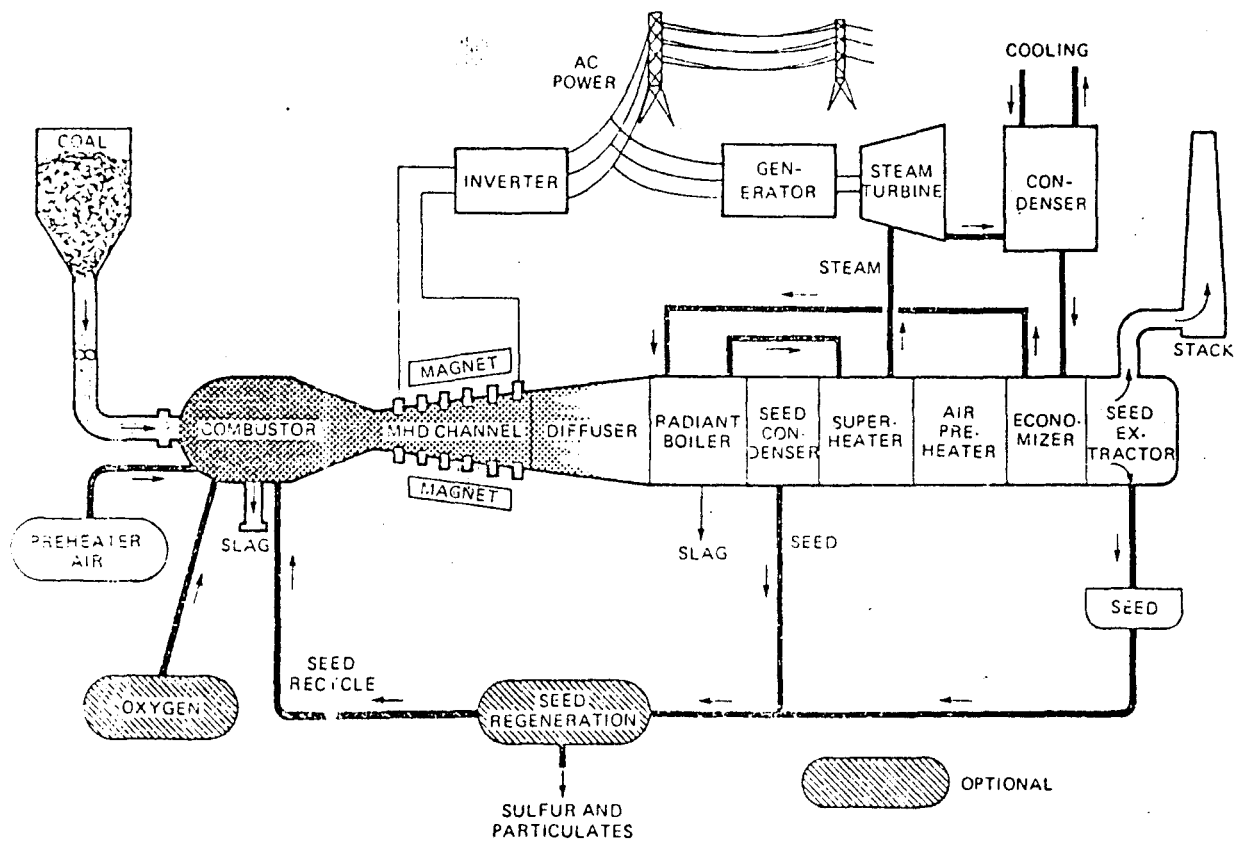 AC
POWER
COOLING
COAL
INVERTER
GEN-
ERATOR
STEAM
TURBINE
CON-
DENSER
STEAM
STACK
MAGNET
COMBUSTOR
MHD CHANNEL
DIFFUSER
RADIANT
BOILER
SEED
CON-
DENSER
SUPER-
HEATER
AIR
PRE-
HEATER
ECONO-
MIZER
SEED
EX-
TRACTOR
MAGNET
PREHEATER
AIR
SLAG
SLAG
SEED
SEED
OXYGEN
SEED
RECYCLE
SEED
REGENERATION
SULFUR AND
PARTICULATES
OPTIONAL